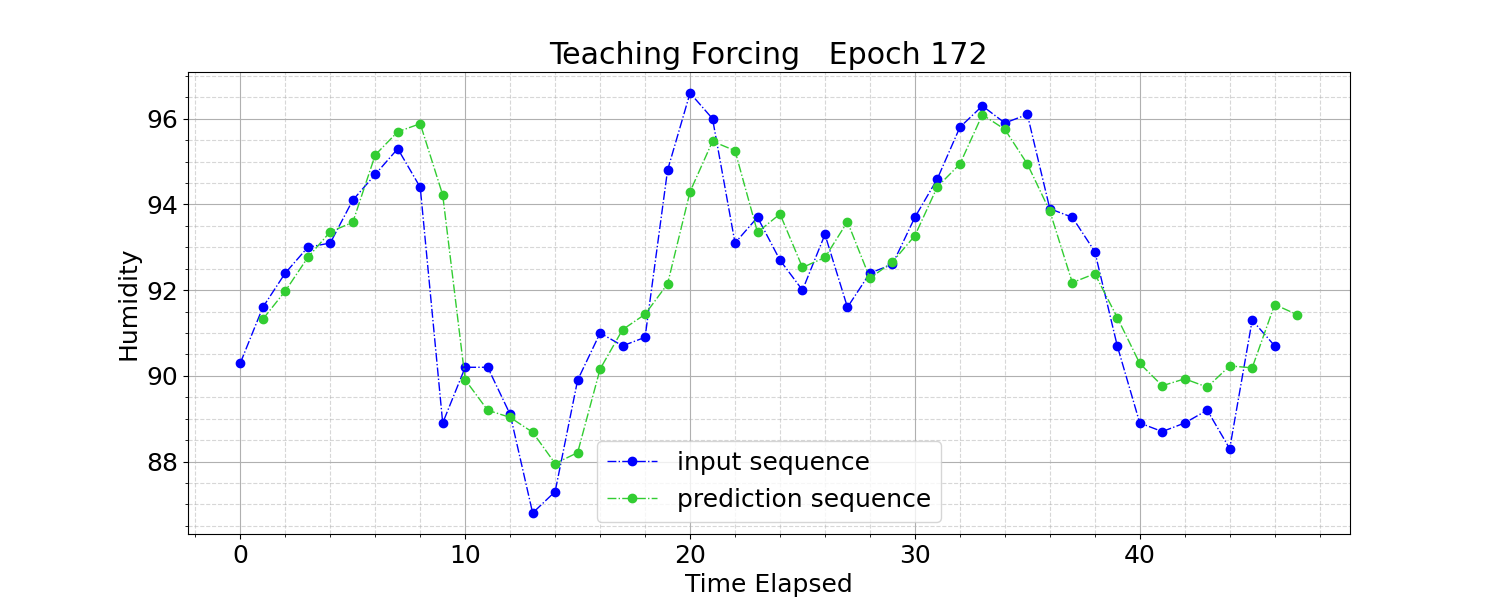 Teaching Forcing   Epoch 172
96
94
92
90
88
Humidity
input sequence
prediction sequence
0 10 20 30 40
Time Elapsed